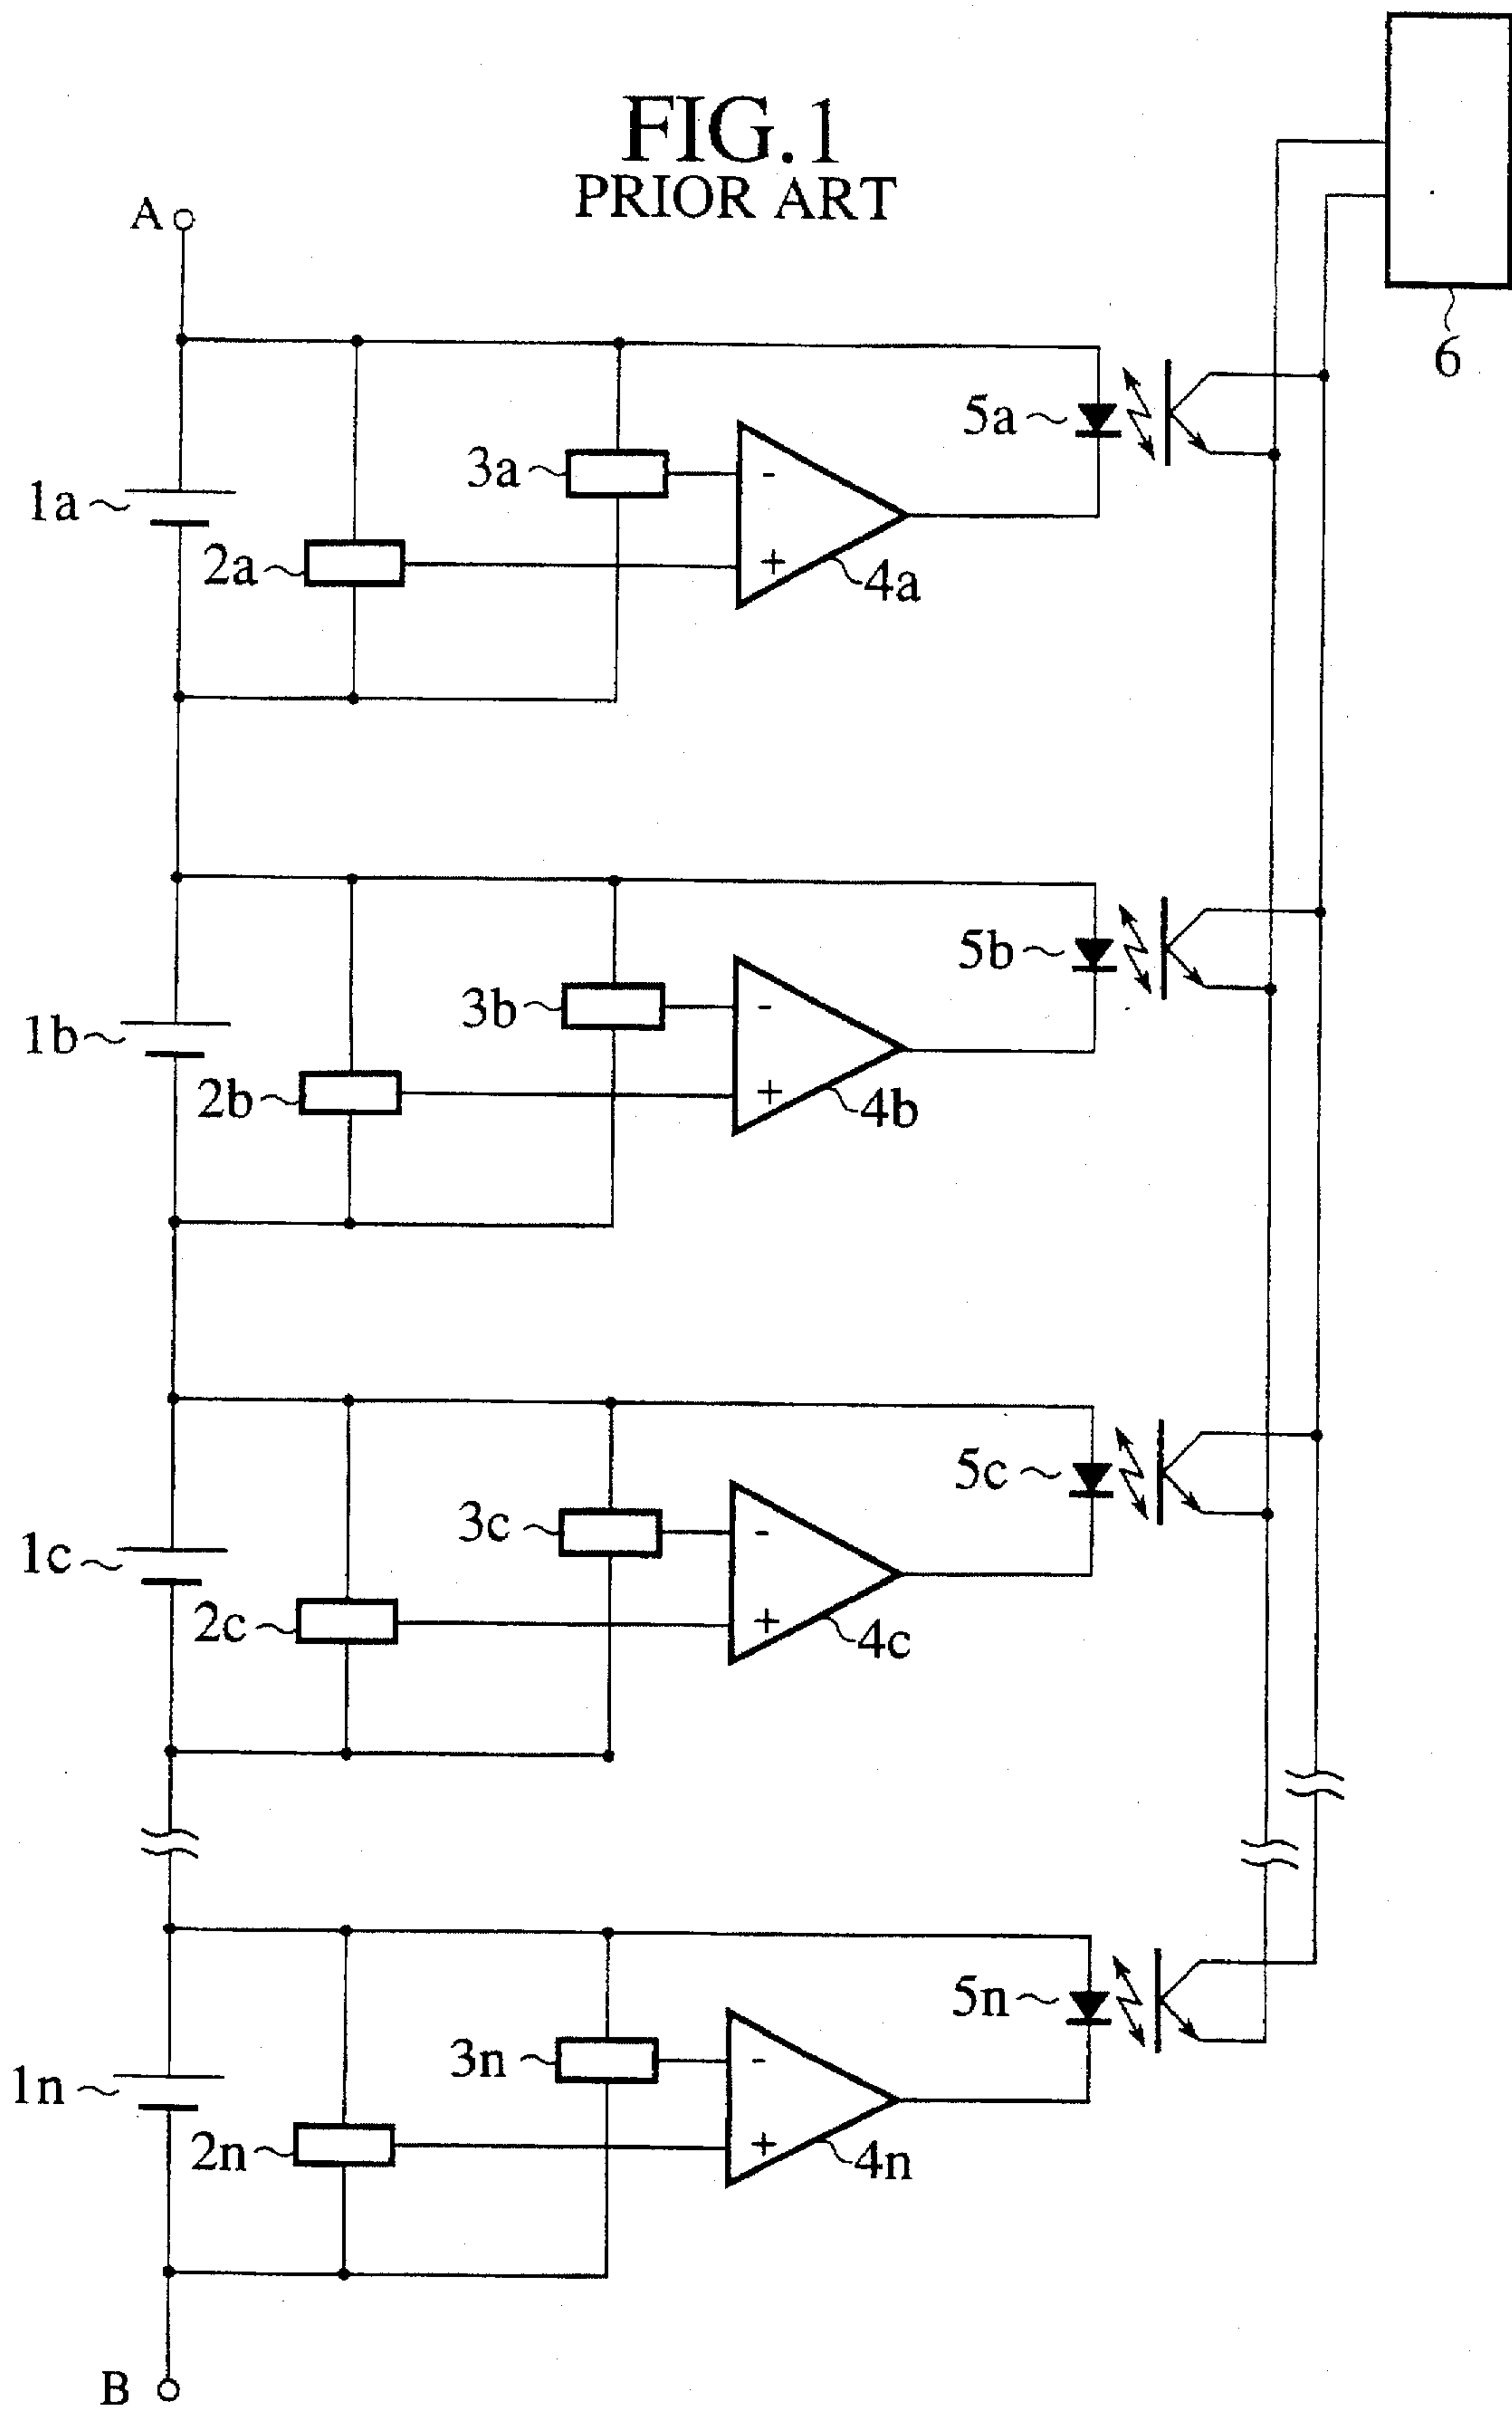 FIG.1
PRIOR ART
A
6
5a
3a
1a
-
2a
+
4a
5b
3b
1b
-
2b
+
4b
5c
3c
1c
-
2c
+
4c
5n
3n
1n
-
2n
+
4n
B